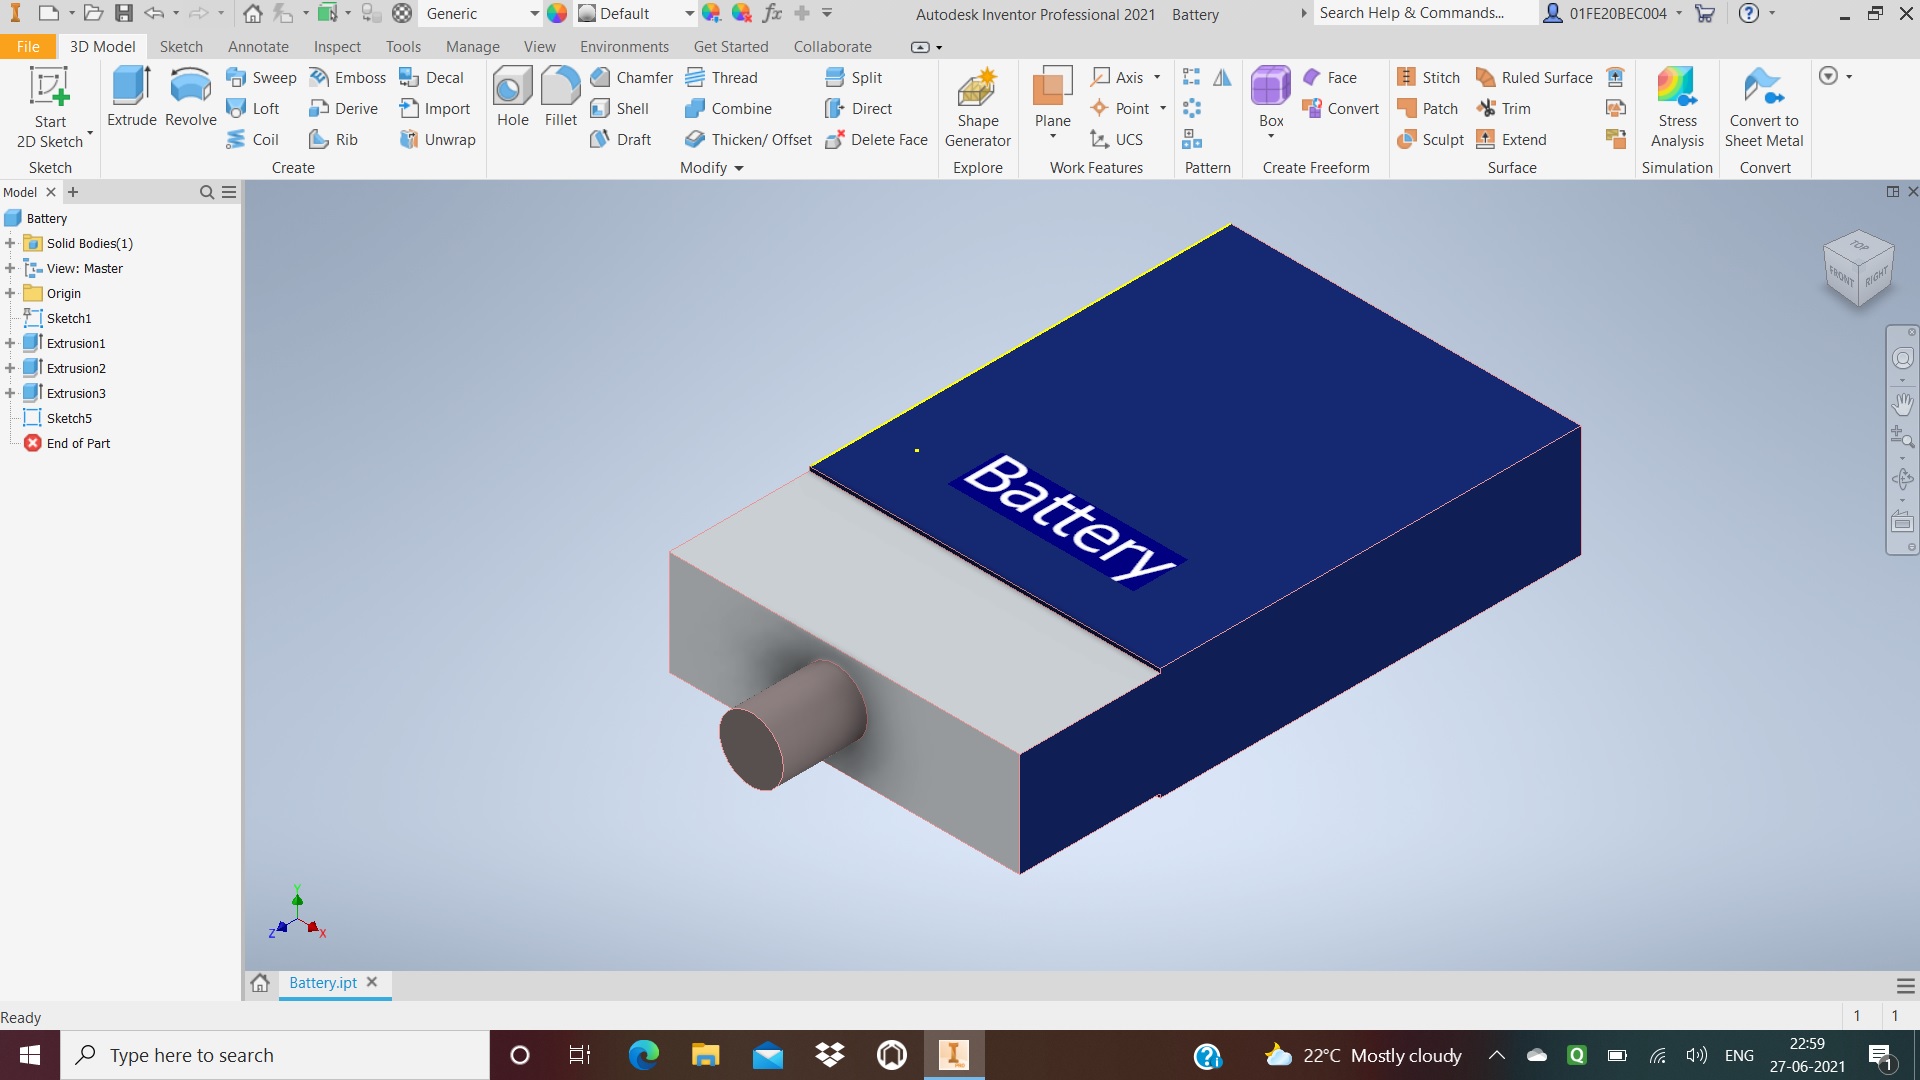 Generic
Default
Autodesk Inventor Professional 2021 Battery
Search Help & Commands...
01FE20BEC004
File 3D Model Sketch Annotate Inspect Tools Manage View Environments Get Started Collaborate
Start
2D Sketch
Sketch
Extrude
Revolve
Sweep
Loft
Coil
Emboss
Derive
Rib
Decal
Import
Unwrap
Create
Hole
Fillet
Chamfer
Shell
Draft
Thread
Combine
Thicken/ Offset
Split
Direct
Delete Face
Modify
Shape
Generator
Explore
Plane
Axis
Point
UCS
Work Features
Pattern
Box
Face
Convert
Create Freeform
Stitch
Patch
Sculpt
Ruled Surface
Trim
Extend
Surface
Stress
Analysis
Simulation
Convert to
Sheet Metal
Convert
Model
Battery
Solid Bodies(1)
View: Master
Origin
Sketch1
Extrusion1
Extrusion2
Extrusion3
Sketch5
End of Part
TOP
FRONT
RIGHT
Battery
Y
Z
X
Battery.ipt
Ready
1 1
Type here to search
22°C Mostly cloudy
ENG
22:59
27-06-2021
1